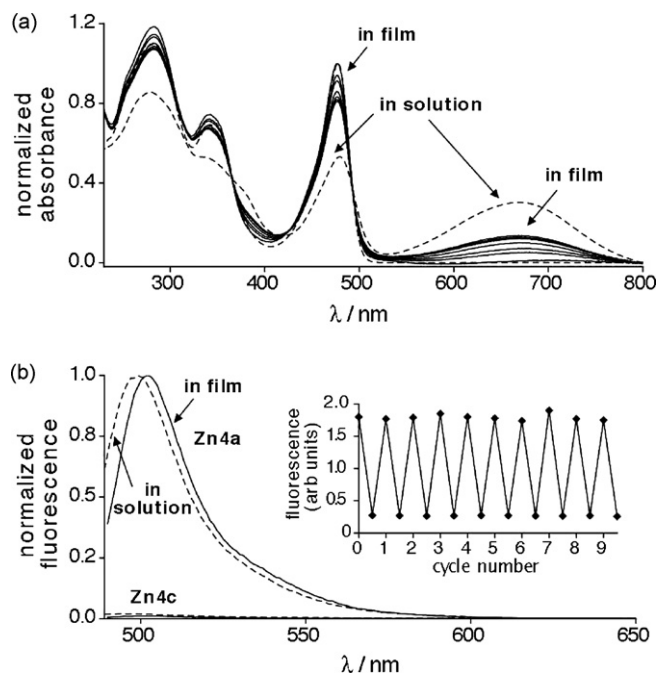 (a)
normalized
absorbance
1.2
0.8
0.4
0.0
in film
in solution
in film
300
400
500
600
700
800
λ / nm
(b)
normalized
fluorescence
1.0
0.8
0.5
0.2
0.0
in film
Zn4a
in
solution
Zn4c
500
550
600
650
λ / nm
fluorescence
(arb units)
2.0
1.5
1.0
0.5
0
0 1 2 3 4 5 6 7 8 9
cycle number